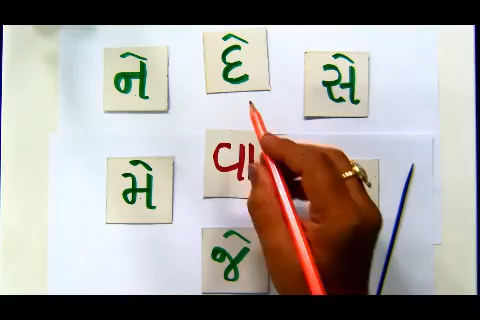 ને દે સે
મે વા
જે